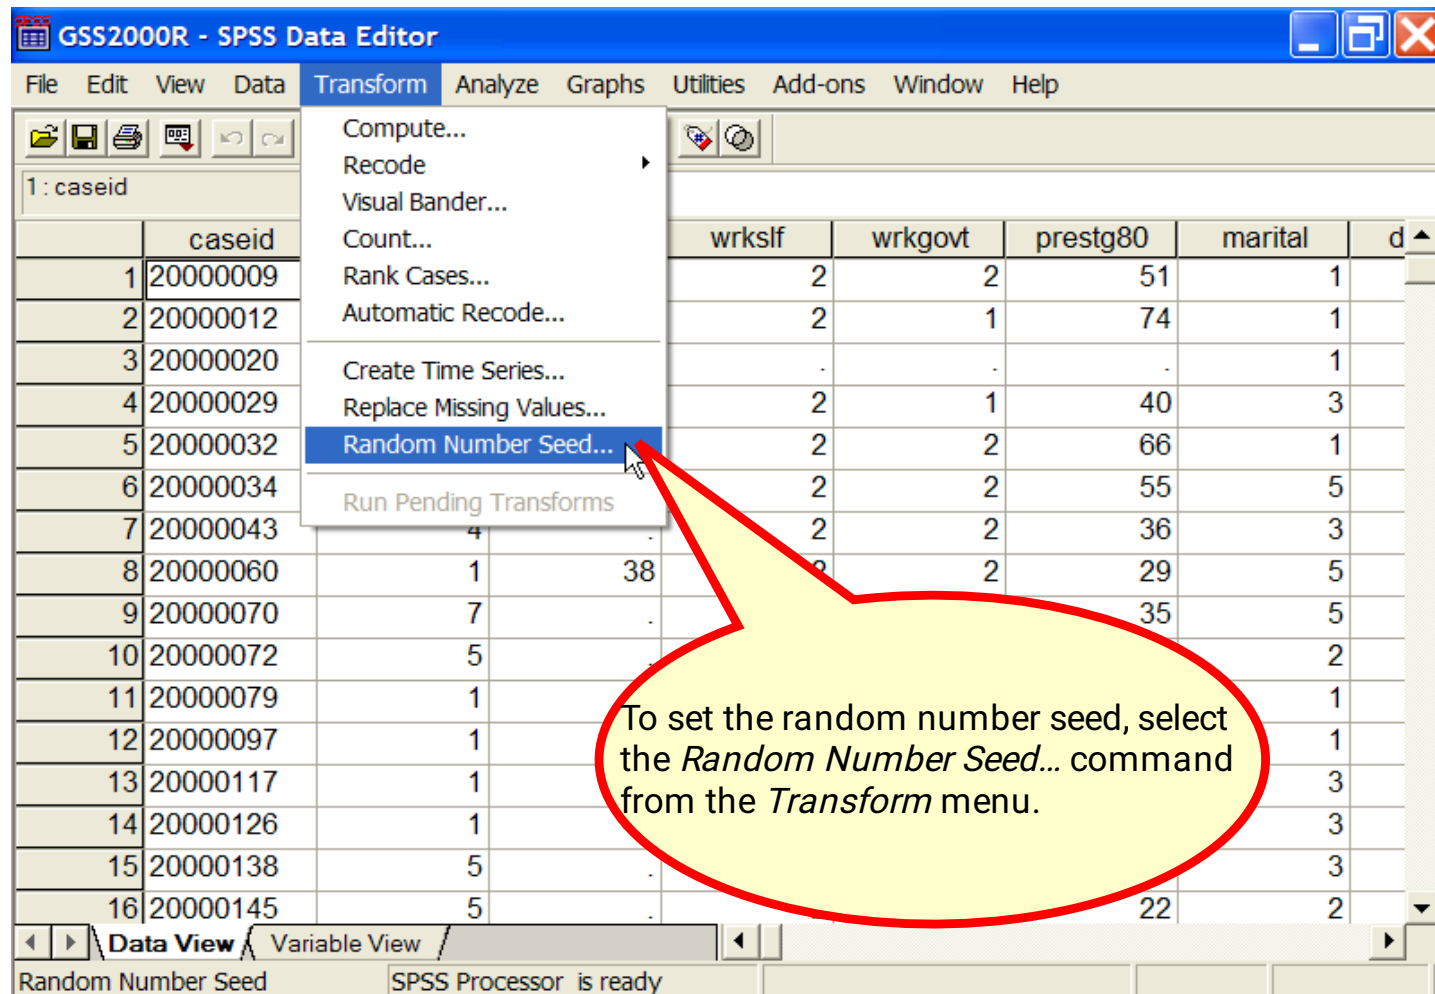 GSS2000R - SPSS Data Editor
File Edit View Data Transform Analyze Graphs Utilities Add-ons Window Help
Compute...
Recode
Visual Bander...
Count...
Rank Cases...
Automatic Recode...
Create Time Series...
Replace Missing Values...
Random Number Seed...
Run Pending Transforms
1 : caseid
caseid wrkslf wrkgovt prestg80 marital d
1 20000009 2 2 51 1
2 20000012 2 1 74 1
3 20000020 . . . 1
4 20000029 2 1 40 3
5 20000032 2 2 66 1
6 20000034 2 2 55 5
7 20000043 4 . 2 2 36 3
8 20000060 1 38 2 2 29 5
9 20000070 7 . 35 5
10 20000072 5 . 2
11 20000079 1 1
12 20000097 1 1
13 20000117 1 3
14 20000126 1 3
15 20000138 5 . 3
16 20000145 5 . 22 2
To set the random number seed, select
the Random Number Seed… command
from the Transform menu.
Data View Variable View
Random Number Seed SPSS Processor is ready